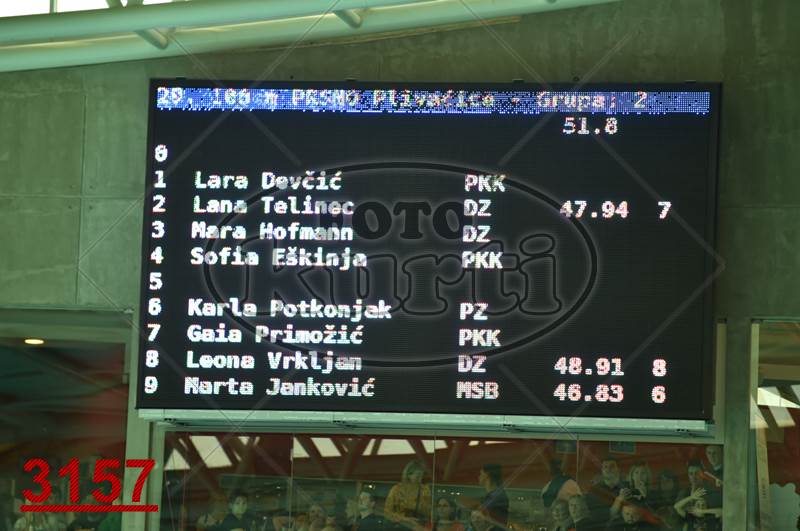 20. 100 m PRSNO Plivačice - Grupa: 2
51.8
0
1 Lara Devčić PKK
2 Lana Telinec DZ 47.94 7
3 Mara Hofmann DZ
4 Sofia Eškinja PKK
5
6 Karla Potkonjak PZ
7 Gaia Primožić PKK
8 Leona Vrkljan DZ 48.91 8
9 Marta Janković MSB 46.83 6
FOTO
Kurti
3157